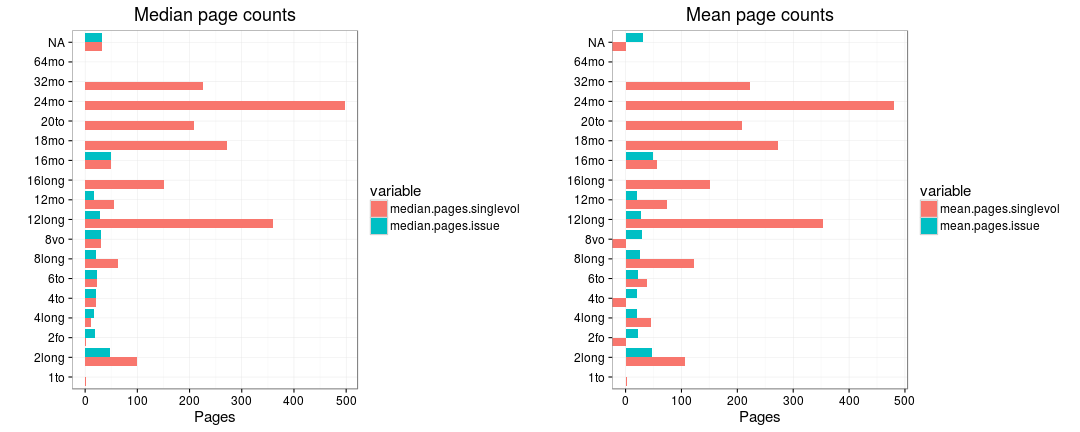 Median page counts
NA
64mo
32mo
24mo
20to
18mo
16mo
16long
12mo
12long
8vo
8long
6to
4to
4long
2fo
2long
1to
0 100 200 300 400 500
Pages
variable
median.pages.singlevol
median.pages.issue
Mean page counts
NA
64mo
32mo
24mo
20to
18mo
16mo
16long
12mo
12long
8vo
8long
6to
4to
4long
2fo
2long
1to
0 100 200 300 400 500
Pages
variable
mean.pages.singlevol
mean.pages.issue